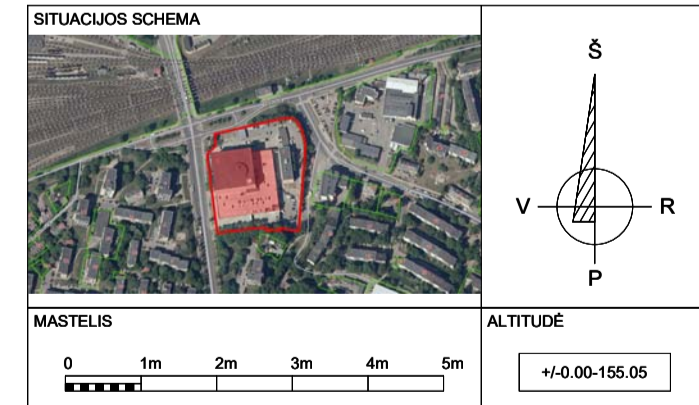 SITUACIJOS SCHEMA
Š
V
R
P
MASTELIS
0 1m 2m 3m 4m 5m
ALTITUDĖ
+/-0.00-155.05